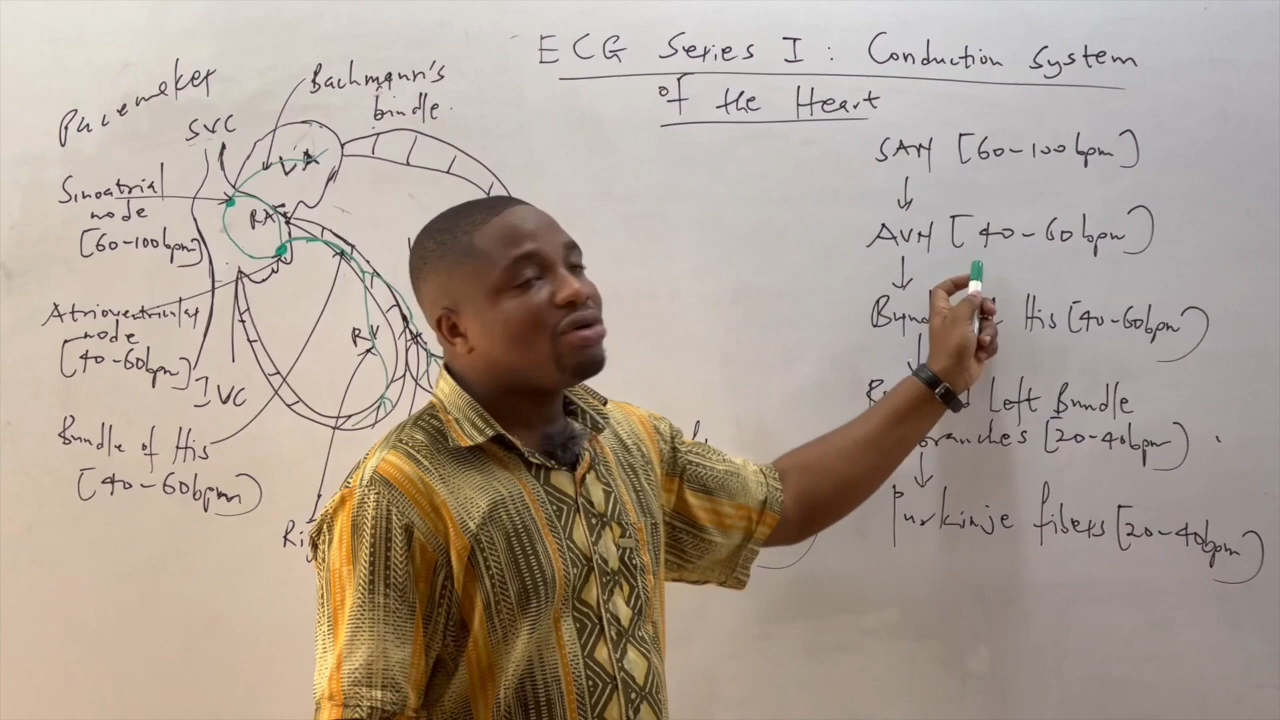 ECG Series I: Conduction System
of the Heart
Pacemaker
SVC
Bachmann's
bindle.
LA
RA
RV
Sinoatrial
node
[60-100bpm]
Atrioventricular
node
[40-60bpm]
IVC
Bundle of His
[40-60bpm]
SAN [60-100bpm]
AVN [40-60bpm]
His [40-60bpm]
Left Bundle
branches [20-40bpm]
Purkinje fibers [20-40bpm]